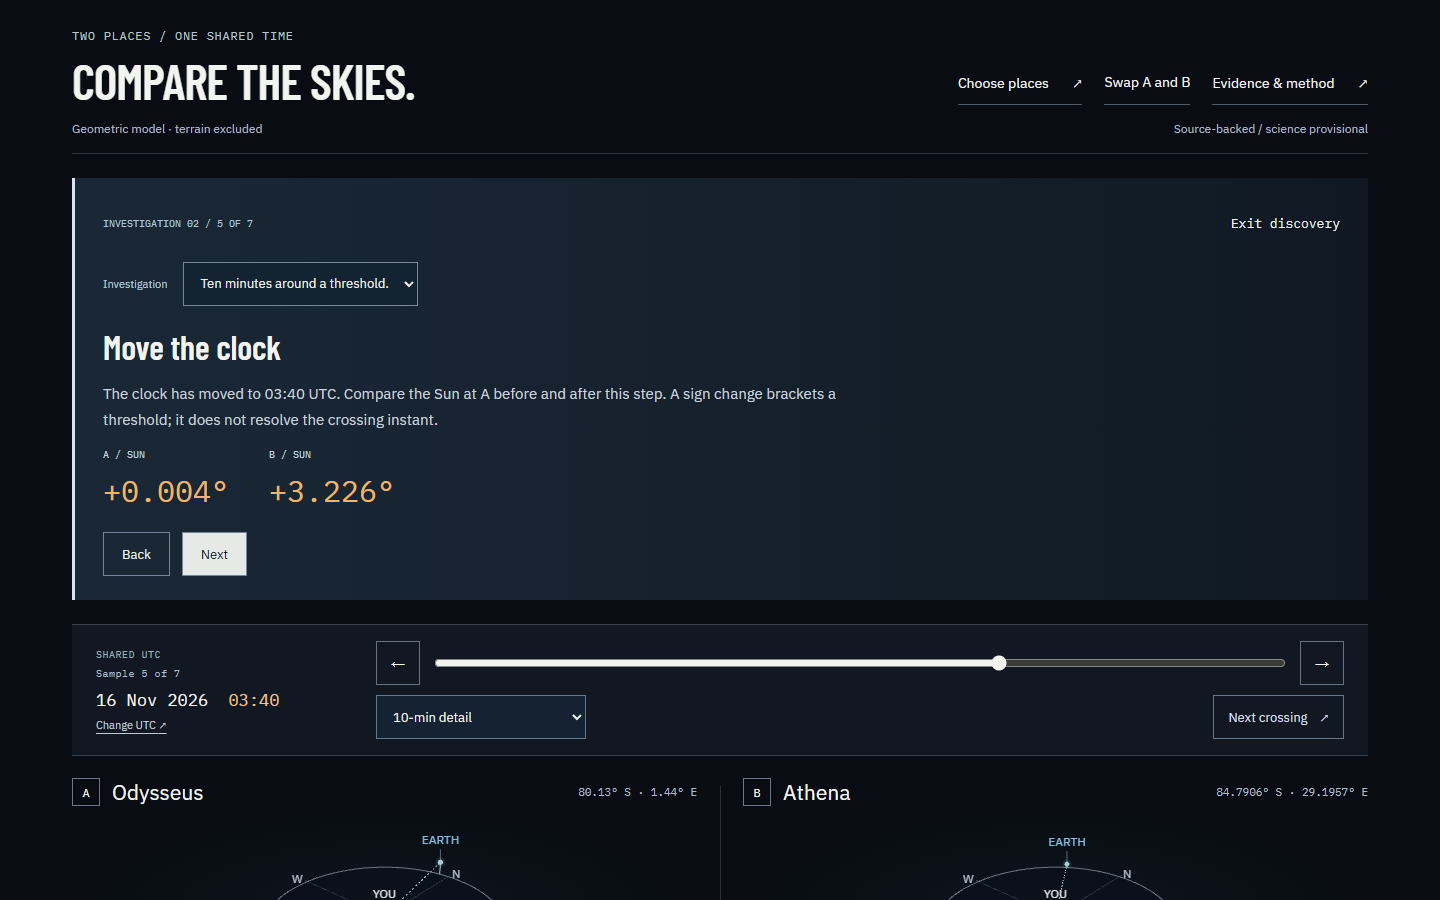 TWO PLACES / ONE SHARED TIME
COMPARE THE SKIES.
Choose places ↗
Swap A and B
Evidence & method ↗
Geometric model · terrain excluded
Source-backed / science provisional
INVESTIGATION 02 / 5 OF 7
Exit discovery
Investigation
Ten minutes around a threshold.
Move the clock
The clock has moved to 03:40 UTC. Compare the Sun at A before and after this step. A sign change brackets a
threshold; it does not resolve the crossing instant.
A / SUN
B / SUN
+0.004°
+3.226°
Back
Next
SHARED UTC
Sample 5 of 7
16 Nov 2026 03:40
Change UTC ↗
←
→
10-min detail
Next crossing ↗
A Odysseus
80.13° S · 1.44° E
B Athena
84.7906° S · 29.1957° E
EARTH
W
N
YOU
EARTH
W
N
YOU